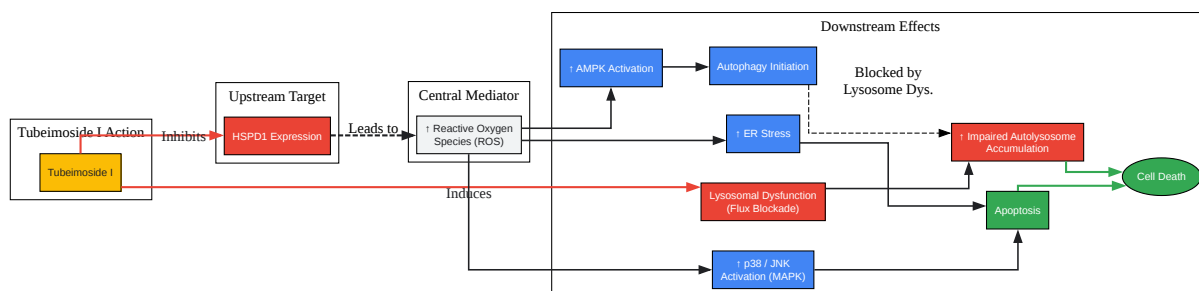 Downstream Effects
↑ AMPK Activation
Autophagy Initiation
Blocked by
Lysosome Dys.
Upstream Target
Central Mediator
Tubeimoside I Action
Inhibits
HSPD1 Expression
Leads to
↑ Reactive Oxygen
Species (ROS)
↑ ER Stress
↑ Impaired Autolysosome
Accumulation
Tubeimoside I
Induces
Lysosomal Dysfunction
(Flux Blockade)
Apoptosis
Cell Death
↑ p38 / JNK
Activation (MAPK)